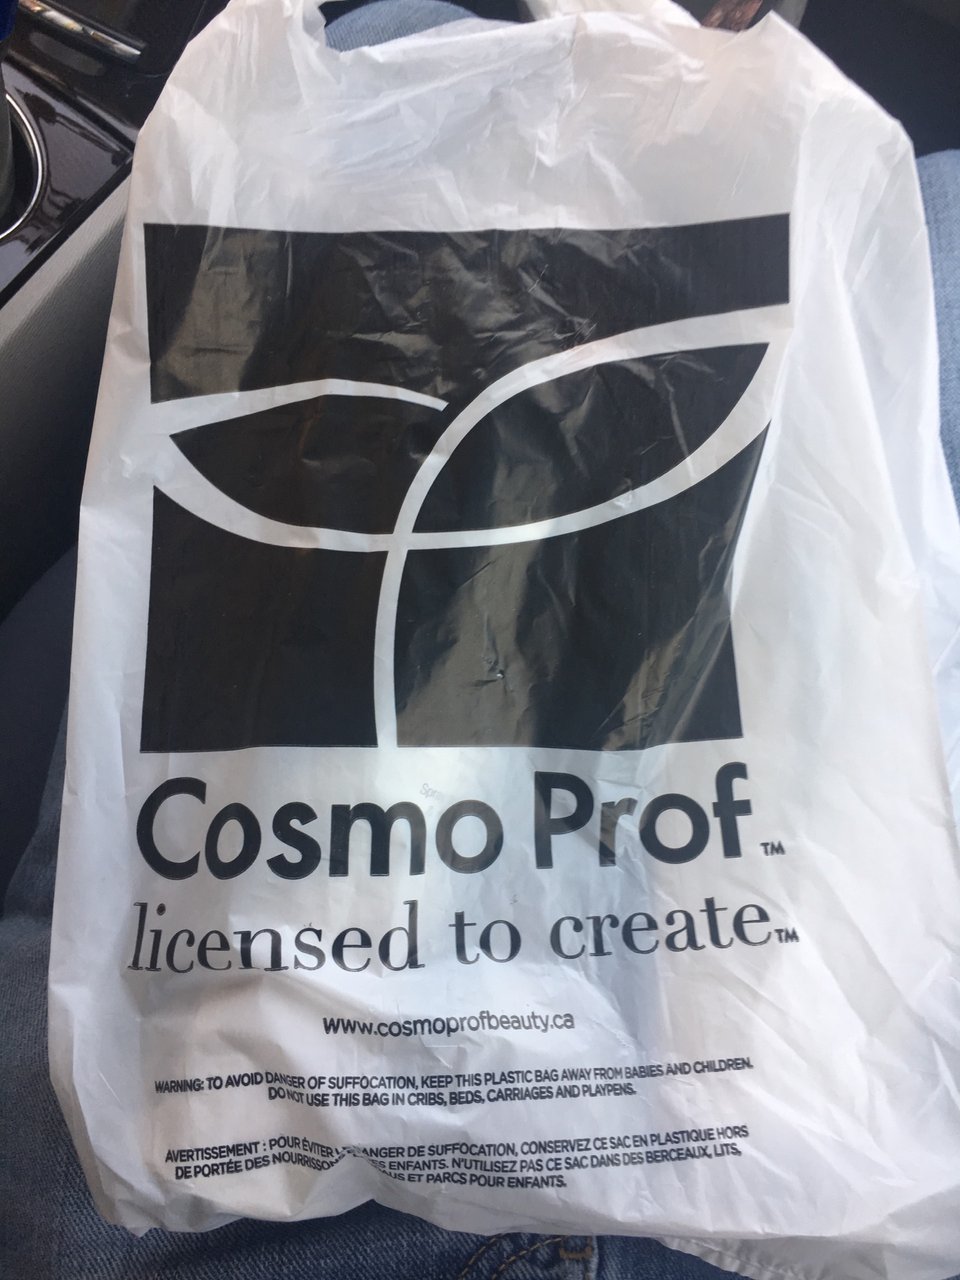 Cosmo Prof™
licensed to create™
www.cosmoprofbeauty.ca
WARNING: TO AVOID DANGER OF SUFFOCATION, KEEP THIS PLASTIC BAG AWAY FROM BABIES AND CHILDREN.
DO NOT USE THIS BAG IN CRIBS, BEDS, CARRIAGES AND PLAYPENS.
AVERTISSEMENT : POUR ÉVITER DANGER DE SUFFOCATION, CONSERVEZ CE SAC EN PLASTIQUE HORS
DE PORTÉE DES ENFANTS. N'UTILISEZ PAS CE SAC DANS DES BERCEAUX, LITS,
ET PARCS POUR ENFANTS.